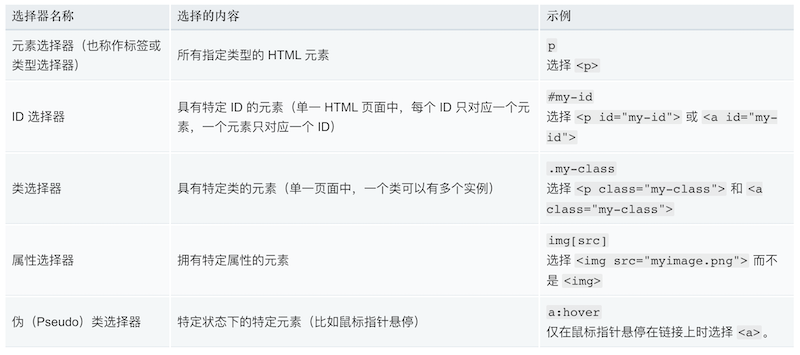 选择器名称 选择的内容 示例
元素选择器（也称作标签或
类型选择器）
所有指定类型的 HTML 元素
p
选择 <p>
ID 选择器
具有特定 ID 的元素（单一 HTML 页面中，每个 ID 只对应一个元
素，一个元素只对应一个 ID）
#my-id
选择 <p id="my-id"> 或 <a id="my-
id">
类选择器
具有特定类的元素（单一页面中，一个类可以有多个实例）
.my-class
选择 <p class="my-class"> 和 <a
class="my-class">
属性选择器
拥有特定属性的元素
img[src]
选择 <img src="myimage.png"> 而不
是 <img>
伪（Pseudo）类选择器
特定状态下的特定元素（比如鼠标指针悬停）
a:hover
仅在鼠标指针悬停在链接上时选择 <a>。